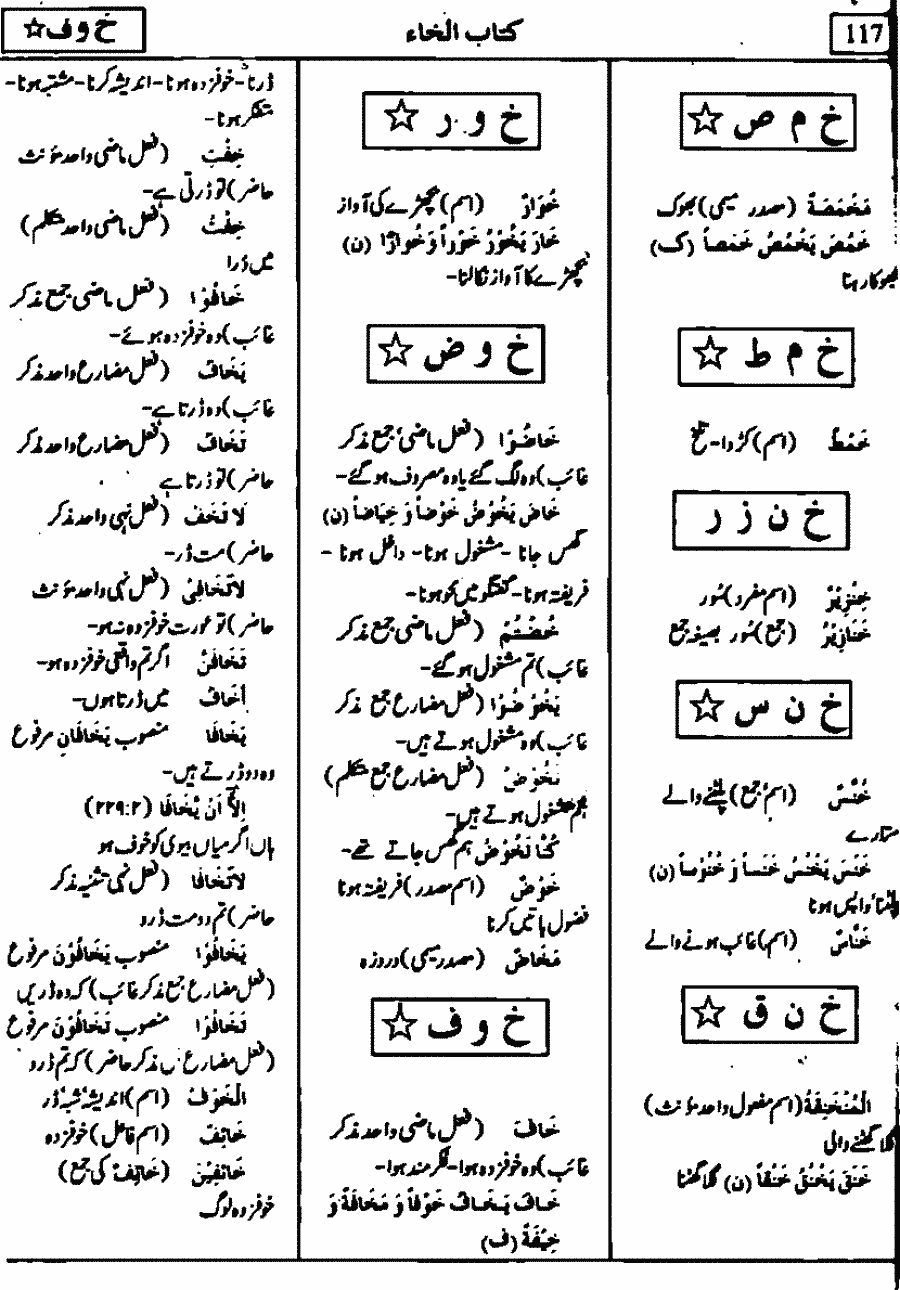 117
کتاب الخاء
خ و ف ☆
خ م ص ☆
مَخْمَصَةٌ (مصدر میمی) بھوک
خَمُصَ يَخْمُصُ خَمْصاً (ک)
بھوکا رہنا
خ م ط ☆
خَمْطٌ (اسم) کڑوا- تلخ
خ ن ز ر
خِنْزِيْرٌ (اسم مفرد) سُور
خَنَازِيْرُ (جمع) سُور بصیغہ جمع
خ ن س ☆
خُنَّسٌ (اسم جمع) پلٹنے والے
ستارے
خَنَسَ يَخْنُسُ خَنَساً وَ خُنُوساً (ن)
پلٹنا/واپس ہونا
خَنَّاسٌ (اسم) غائب ہونے والے
خ ن ق ☆
الْمُنْخَنِقَةُ (اسم مفعول واحد مؤنث)
گلا گھٹنے والی
خَنَقَ يَخْنُقُ خَنْقاً (ن) گلا گھٹنا
خ و ر ☆
خُوَارٌ (اسم) بچھڑے کی آواز
خَارَ يَخُوْرُ خَوْراً وَ خُوَارًا (ن)
بچھڑے کا آواز نکالنا-
خ و ض ☆
خَاضُوْا (فعل ماضی جمع مذکر
غائب) وہ لگ گئے یا وہ مصروف ہو گئے-
خَاضَ يَخُوْضُ خَوْضاً وَ خِيَاضاً (ن)
گھس جانا - مشغول ہونا - داخل ہونا -
فریفتہ ہونا- گفتگو میں کھو ہونا-
خُضْتُمْ (فعل ماضی جمع مذکر
غائب) تم مشغول ہو گئے-
يَخُوْضُوْا (فعل مضارع جمع مذکر
غائب) وہ مشغول ہوتے ہیں-
نَخُوْضُ (فعل مضارع جمع متکلم)
ہم مشغول ہوتے ہیں-
كُنَّا نَخُوْضُ ہم گھس جاتے تھے-
خَوْضٌ (اسم مصدر) فریفتہ ہونا
فضول باتیں کرنا
مَخَاضٌ (مصدر میمی) دروزہ
خ و ف ☆
خَافَ (فعل ماضی واحد مذکر
غائب) وہ خوفزدہ ہوا- فکرمند ہوا-
خَافَ يَخَافُ خَوْفاً وَ مَخَافَةً وَ
خِيْفَةً (ف)
ڈرنا- خوفزدہ ہونا- اندیشہ کرنا- مشتبہ ہونا-
متفکر ہونا-
خِفْتِ (فعل ماضی واحد مؤنث
حاضر) تو ڈرتی ہے-
خِفْتُ (فعل ماضی واحد متکلم)
میں ڈرا
خَافُوْا (فعل ماضی جمع مذکر
غائب) وہ خوفزدہ ہوئے-
يَخَافُ (فعل مضارع واحد مذکر
غائب) وہ ڈرتا ہے-
تَخَافُ (فعل مضارع واحد مذکر
حاضر) تو ڈرتا ہے
لَا تَخَفْ (فعل نہی واحد مذکر
حاضر) مت ڈر-
لَا تَخَافِىْ (فعل نہی واحد مؤنث
حاضر) تو عورت خوفزدہ نہ ہو-
تَخَافَنَّ اگر تم واقعی خوفزدہ ہو-
اَخَافُ میں ڈرتا ہوں-
يَخَافَا منصوب يَخَافَانِ مرفوع
وہ دو ڈرتے ہیں-
اِلَّا اَنْ يَّخَافَا (۲:۲۲۹)
ہاں اگر میاں بیوی کو خوف ہو
لَا تَخَافَا (فعل نہی تثنیہ مذکر
حاضر) تم دو مت ڈرو
يَخَافُوْا منصوب يَخَافُوْنَ مرفوع
(فعل مضارع جمع مذکر غائب) کہ وہ ڈریں
تَخَافُوْا منصوب تَخَافُوْنَ مرفوع
(فعل مضارع مذکر حاضر) کہ تم ڈرو
الْخَوْفُ (اسم) اندیشہ/شبہ/ڈر
خَائِفٌ (اسم فاعل) خوفزدہ
خَائِفِيْنَ (خَائِفٌ کی جمع)
خوفزدہ لوگ